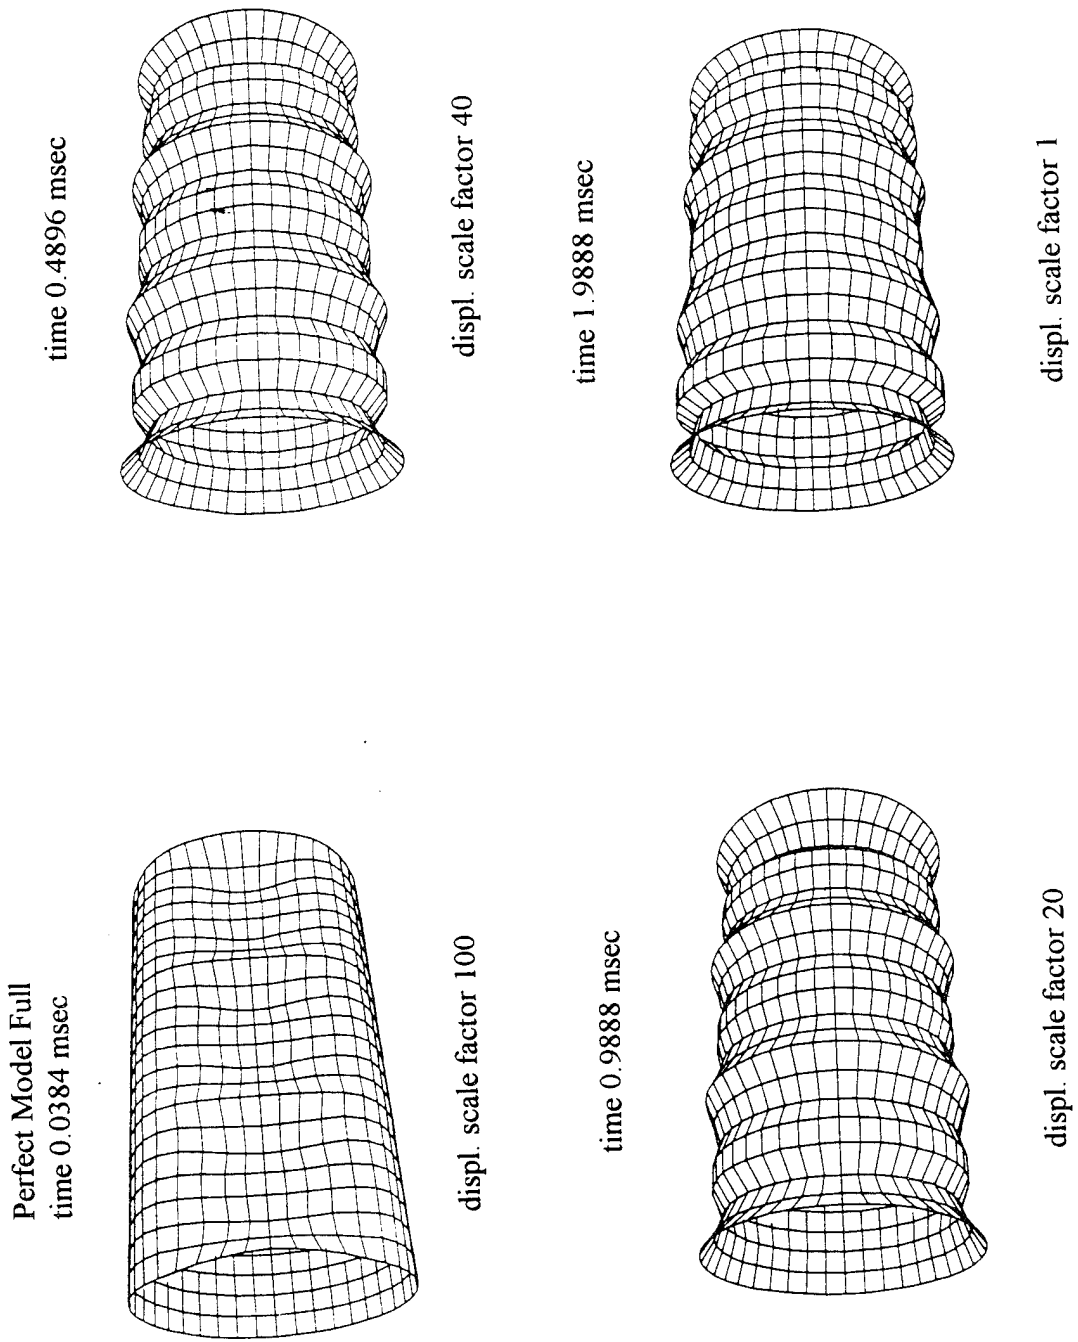 Perfect Model Full
time 0.0384 msec
displ. scale factor 100
time 0.4896 msec
displ. scale factor 40
time 0.9888 msec
displ. scale factor 20
time 1.9888 msec
displ. scale factor 1